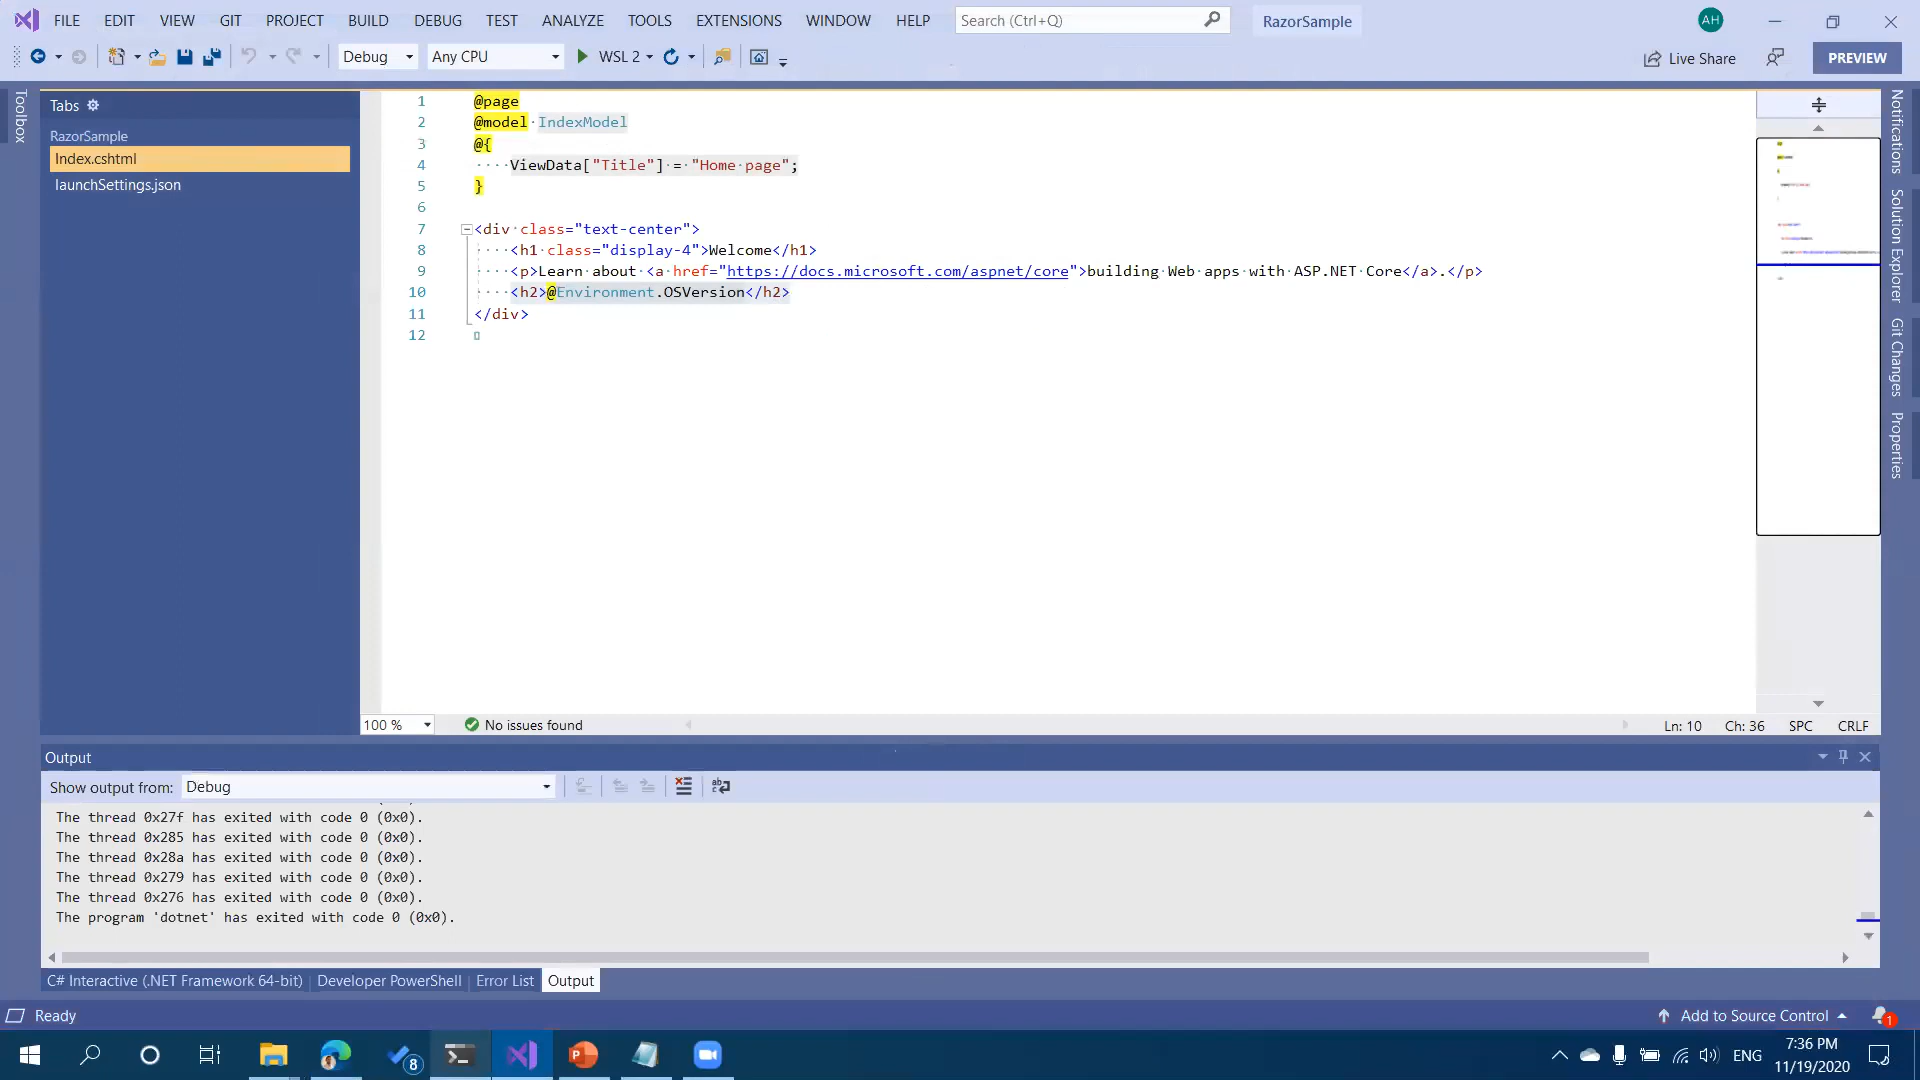 FILE EDIT VIEW GIT PROJECT BUILD DEBUG TEST ANALYZE TOOLS EXTENSIONS WINDOW HELP Search (Ctrl+Q) RazorSample AH
Debug Any CPU WSL 2 Live Share PREVIEW
Toolbox
Tabs
RazorSample
Index.cshtml
launchSettings.json
1 @page
2 @model IndexModel
3 @{
4 ViewData["Title"] = "Home page";
5 }
6
7 <div class="text-center">
8 <h1 class="display-4">Welcome</h1>
9 <p>Learn about <a href="https://docs.microsoft.com/aspnet/core">building Web apps with ASP.NET Core</a>.</p>
10 <h2>@Environment.OSVersion</h2>
11 </div>
12
Notifications
Solution Explorer
Git Changes
Properties
100 % No issues found Ln: 10 Ch: 36 SPC CRLF
Output
Show output from: Debug
The thread 0x27f has exited with code 0 (0x0).
The thread 0x285 has exited with code 0 (0x0).
The thread 0x28a has exited with code 0 (0x0).
The thread 0x279 has exited with code 0 (0x0).
The thread 0x276 has exited with code 0 (0x0).
The program 'dotnet' has exited with code 0 (0x0).
C# Interactive (.NET Framework 64-bit) Developer PowerShell Error List Output
Ready Add to Source Control 1
8 ENG 7:36 PM
11/19/2020